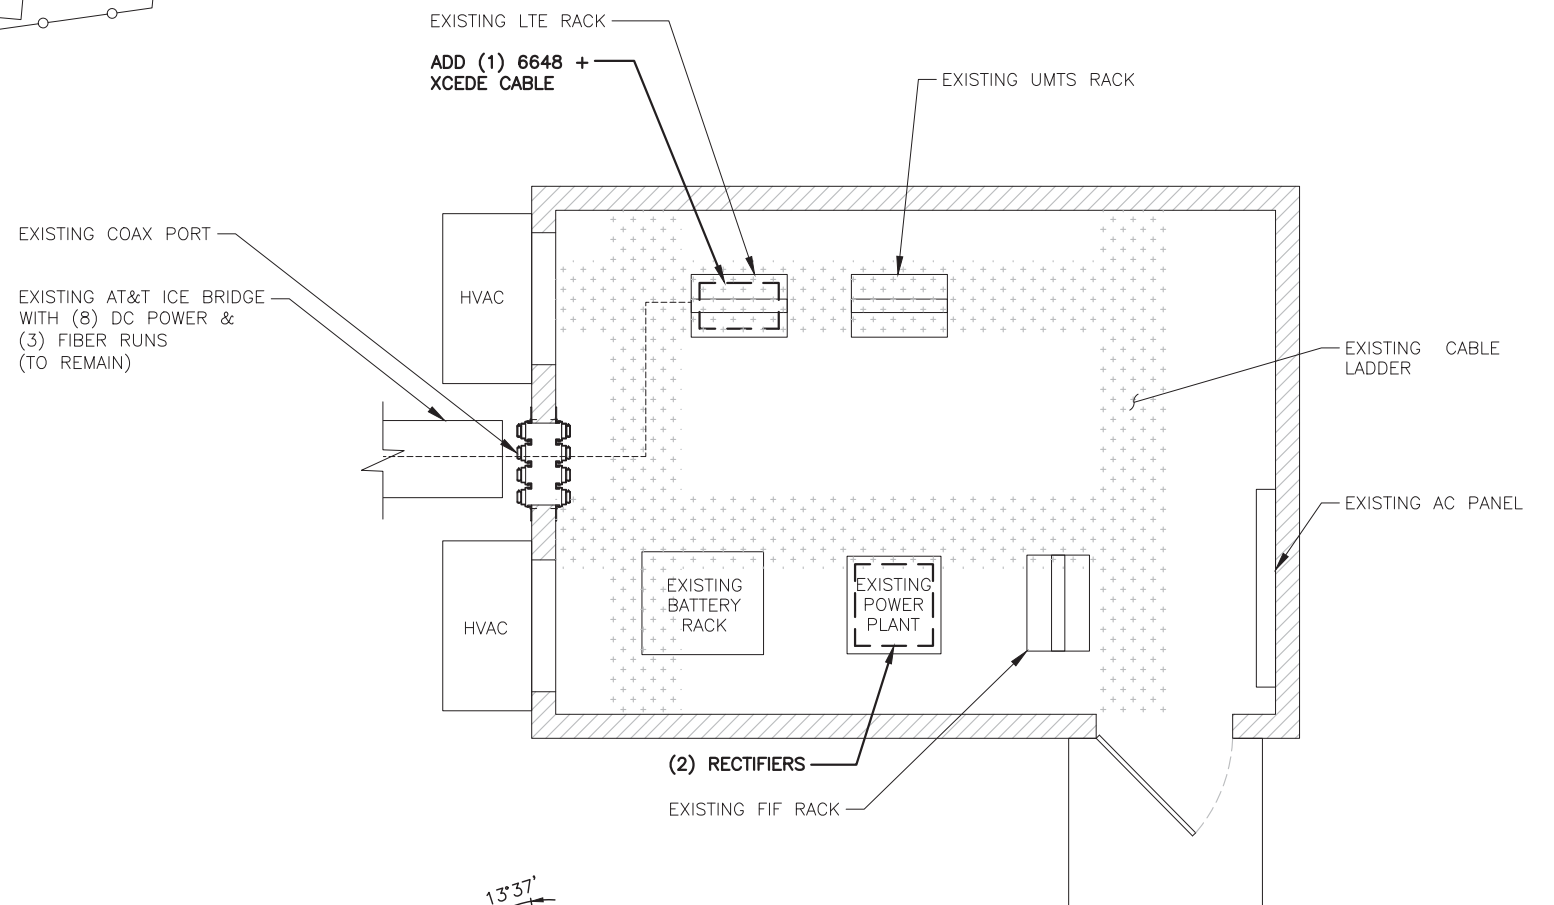 EXISTING LTE RACK
ADD (1) 6648 +
XCEDE CABLE
EXISTING UMTS RACK
EXISTING COAX PORT
EXISTING AT&T ICE BRIDGE
WITH (8) DC POWER &
(3) FIBER RUNS
(TO REMAIN)
HVAC
EXISTING CABLE
LADDER
EXISTING AC PANEL
EXISTING
BATTERY
RACK
EXISTING
POWER
PLANT
HVAC
(2) RECTIFIERS
EXISTING FIF RACK
13°37'